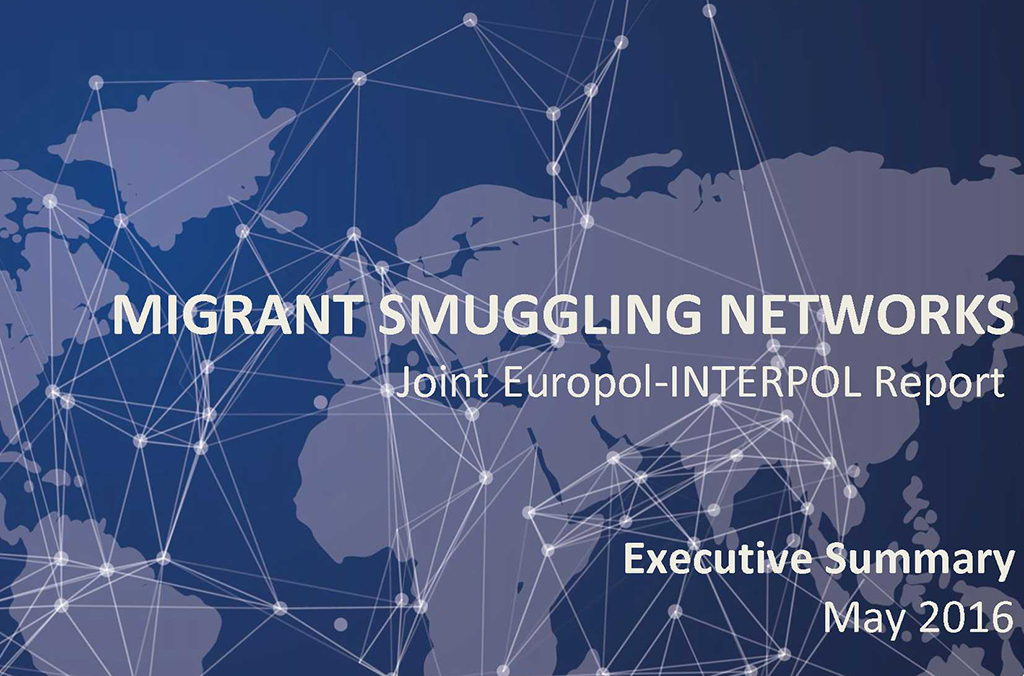 MIGRANT SMUGGLING NETWORKS
Joint Europol-INTERPOL Report
Executive Summary
May 2016